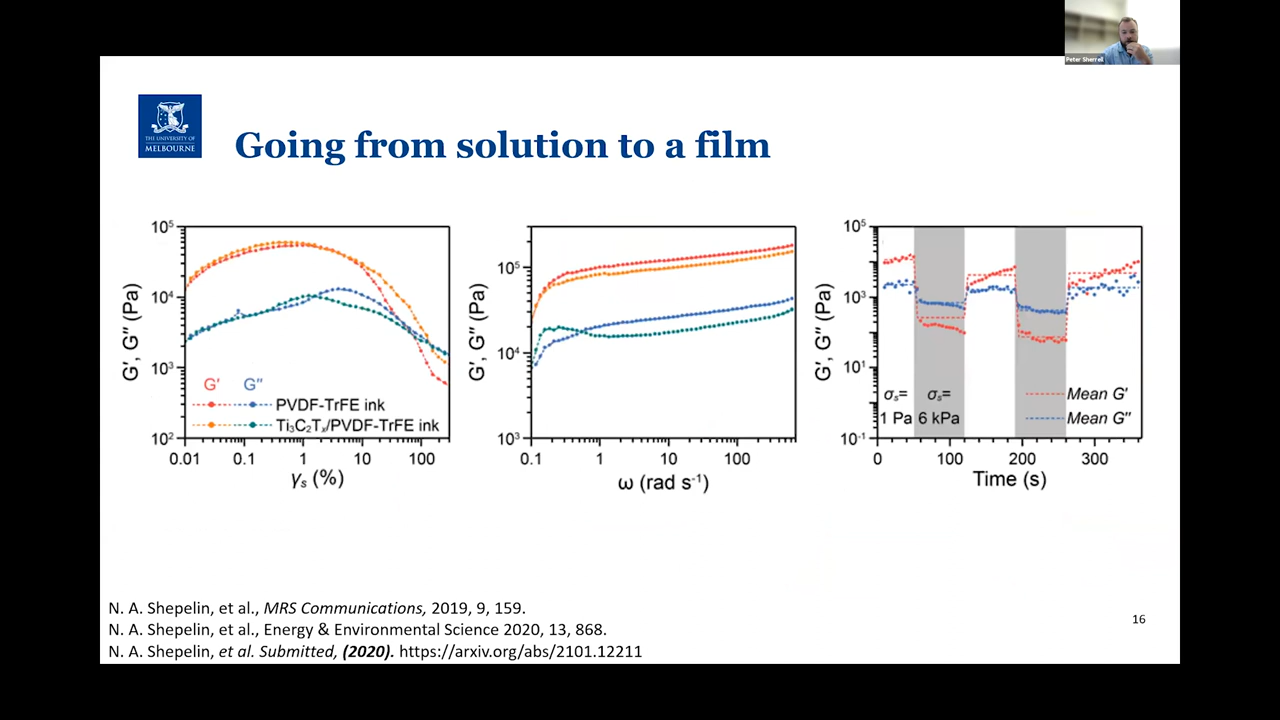 Peter Sherrell
THE UNIVERSITY OF
MELBOURNE
Going from solution to a film
10⁵
10⁴
10³
10²
G′, G″ (Pa)
G′ G″
PVDF-TrFE ink
Ti₃C₂Tₓ/PVDF-TrFE ink
0.01 0.1 1 10 100
γₛ (%)
10⁵
10⁴
10³
G′, G″ (Pa)
0.1 1 10 100
ω (rad s⁻¹)
10⁵
10³
10¹
10⁻¹
G′, G″ (Pa)
σₛ= σₛ=
1 Pa 6 kPa
Mean G′
Mean G″
0 100 200 300
Time (s)
N. A. Shepelin, et al., MRS Communications, 2019, 9, 159.
N. A. Shepelin, et al., Energy & Environmental Science 2020, 13, 868.
N. A. Shepelin, et al. Submitted, (2020). https://arxiv.org/abs/2101.12211
16